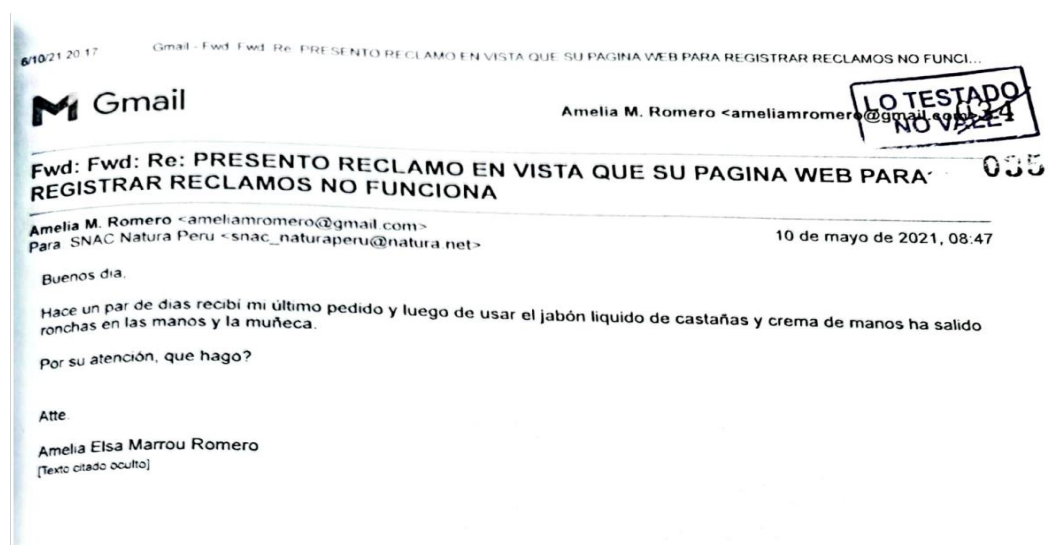 6/10/21 20:17 Gmail - Fwd: Fwd: Re: PRESENTO RECLAMO EN VISTA QUE SU PAGINA WEB PARA REGISTRAR RECLAMOS NO FUNCI...
Gmail
Amelia M. Romero <ameliamromero@gmail.com>
LO TESTADO
NO VALE
034
Fwd: Fwd: Re: PRESENTO RECLAMO EN VISTA QUE SU PAGINA WEB PARA
035
REGISTRAR RECLAMOS NO FUNCIONA
Amelia M. Romero <ameliamromero@gmail.com>
10 de mayo de 2021, 08:47
Para: SNAC Natura Peru <snac_naturaperu@natura.net>
Buenos dia,
Hace un par de dias recibí mi último pedido y luego de usar el jabón liquido de castañas y crema de manos ha salido
ronchas en las manos y la muñeca.
Por su atención, que hago?
Atte.
Amelia Elsa Marrou Romero
[Texto citado oculto]